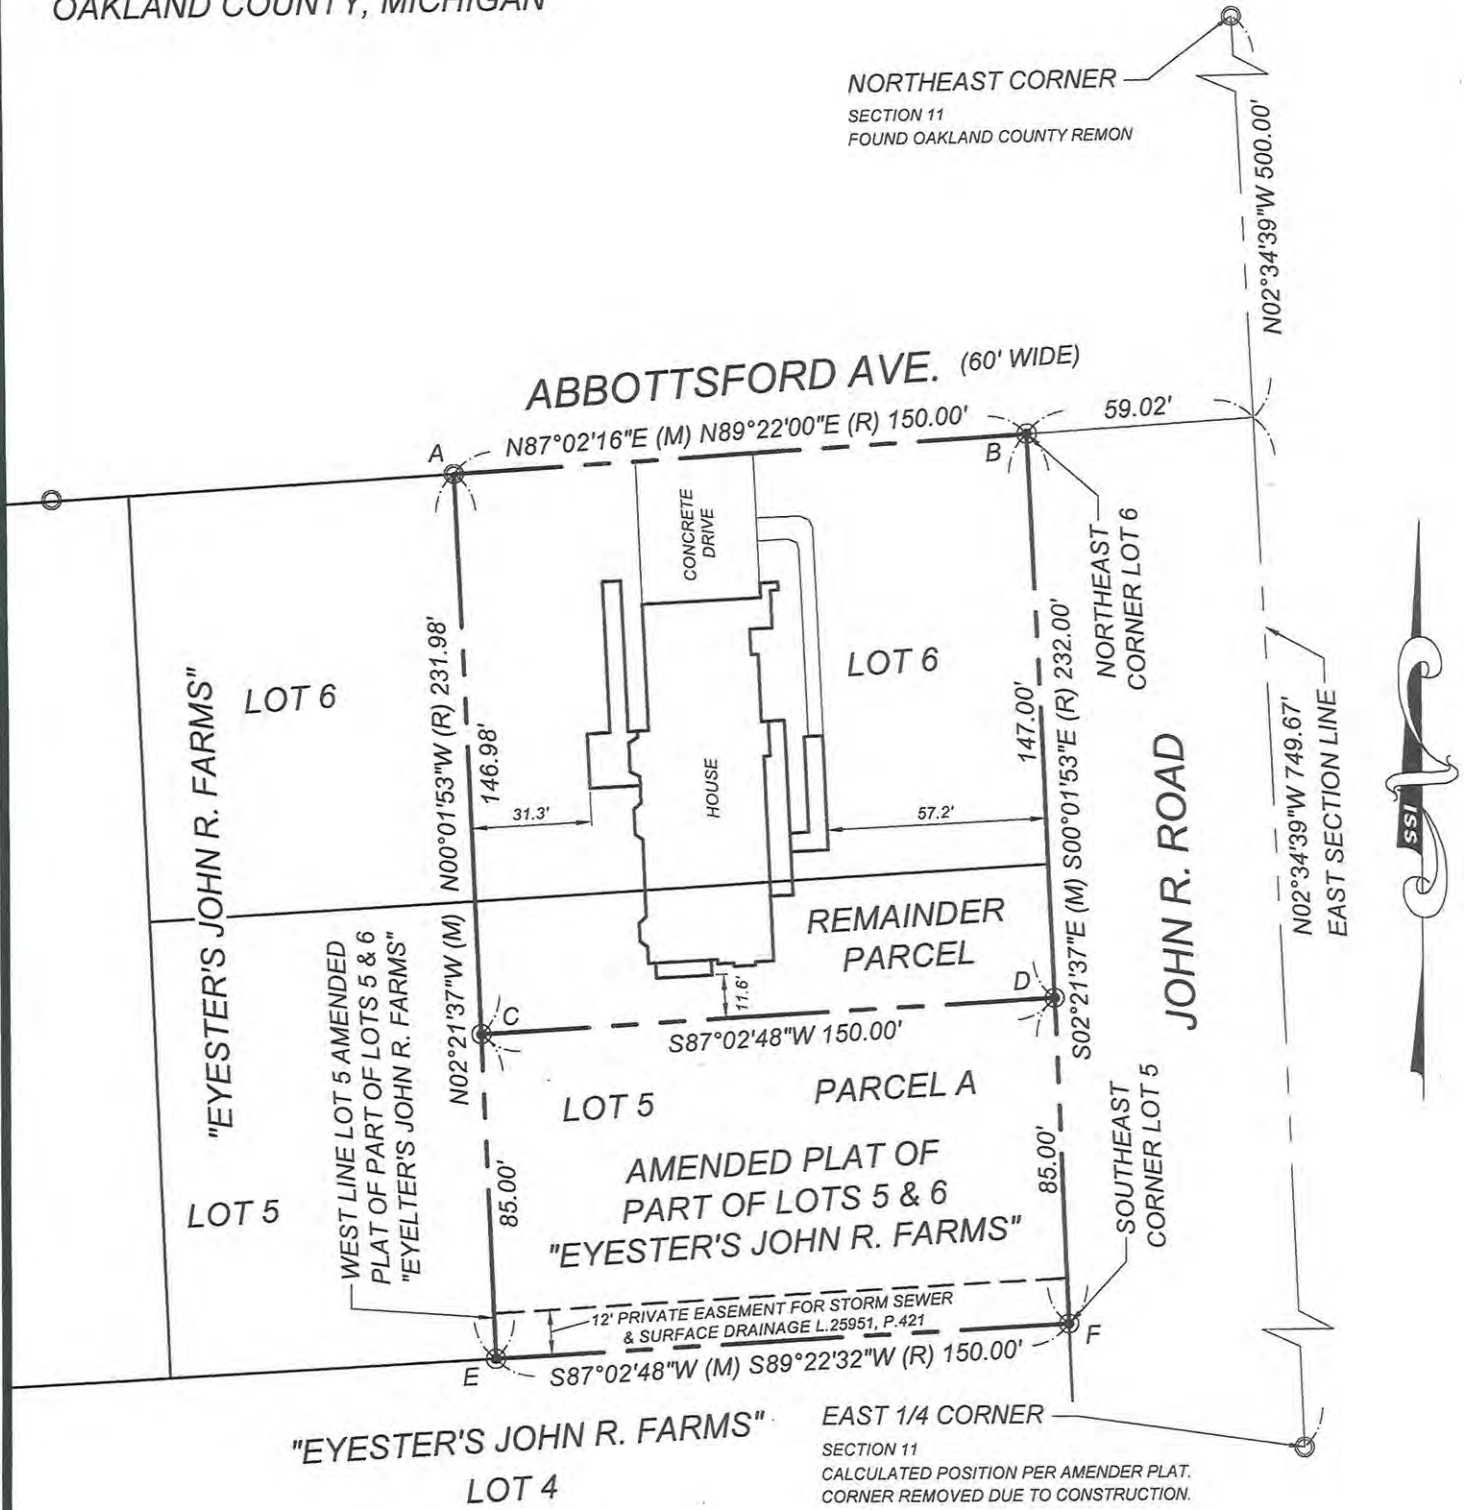 OAKLAND COUNTY, MICHIGAN
NORTHEAST CORNER
SECTION 11
FOUND OAKLAND COUNTY REMON
N02°34'39"W 500.00'
ABBOTTSFORD AVE. (60' WIDE)
N87°02'16"E (M) N89°22'00"E (R) 150.00'
59.02'
A
B
CONCRETE
DRIVE
NORTHEAST
CORNER LOT 6
LOT 6
LOT 6
"EYESTER'S JOHN R. FARMS"
N02°21'37"W (M) N00°01'53"W (R) 231.98'
146.98'
HOUSE
31.3'
57.2'
147.00'
S02°21'37"E (M) S00°01'53"E (R) 232.00'
JOHN R. ROAD
N02°34'39"W 749.67'
EAST SECTION LINE
SSI
REMAINDER
PARCEL
11.6'
C
D
S87°02'48"W 150.00'
WEST LINE LOT 5 AMENDED
PLAT OF PART OF LOTS 5 & 6
"EYELTER'S JOHN R. FARMS"
LOT 5
PARCEL A
LOT 5
AMENDED PLAT OF
PART OF LOTS 5 & 6
"EYESTER'S JOHN R. FARMS"
85.00'
85.00'
SOUTHEAST
CORNER LOT 5
12' PRIVATE EASEMENT FOR STORM SEWER
& SURFACE DRAINAGE L.25951, P.421
E
F
S87°02'48"W (M) S89°22'32"W (R) 150.00'
"EYESTER'S JOHN R. FARMS"
LOT 4
EAST 1/4 CORNER
SECTION 11
CALCULATED POSITION PER AMENDER PLAT.
CORNER REMOVED DUE TO CONSTRUCTION.